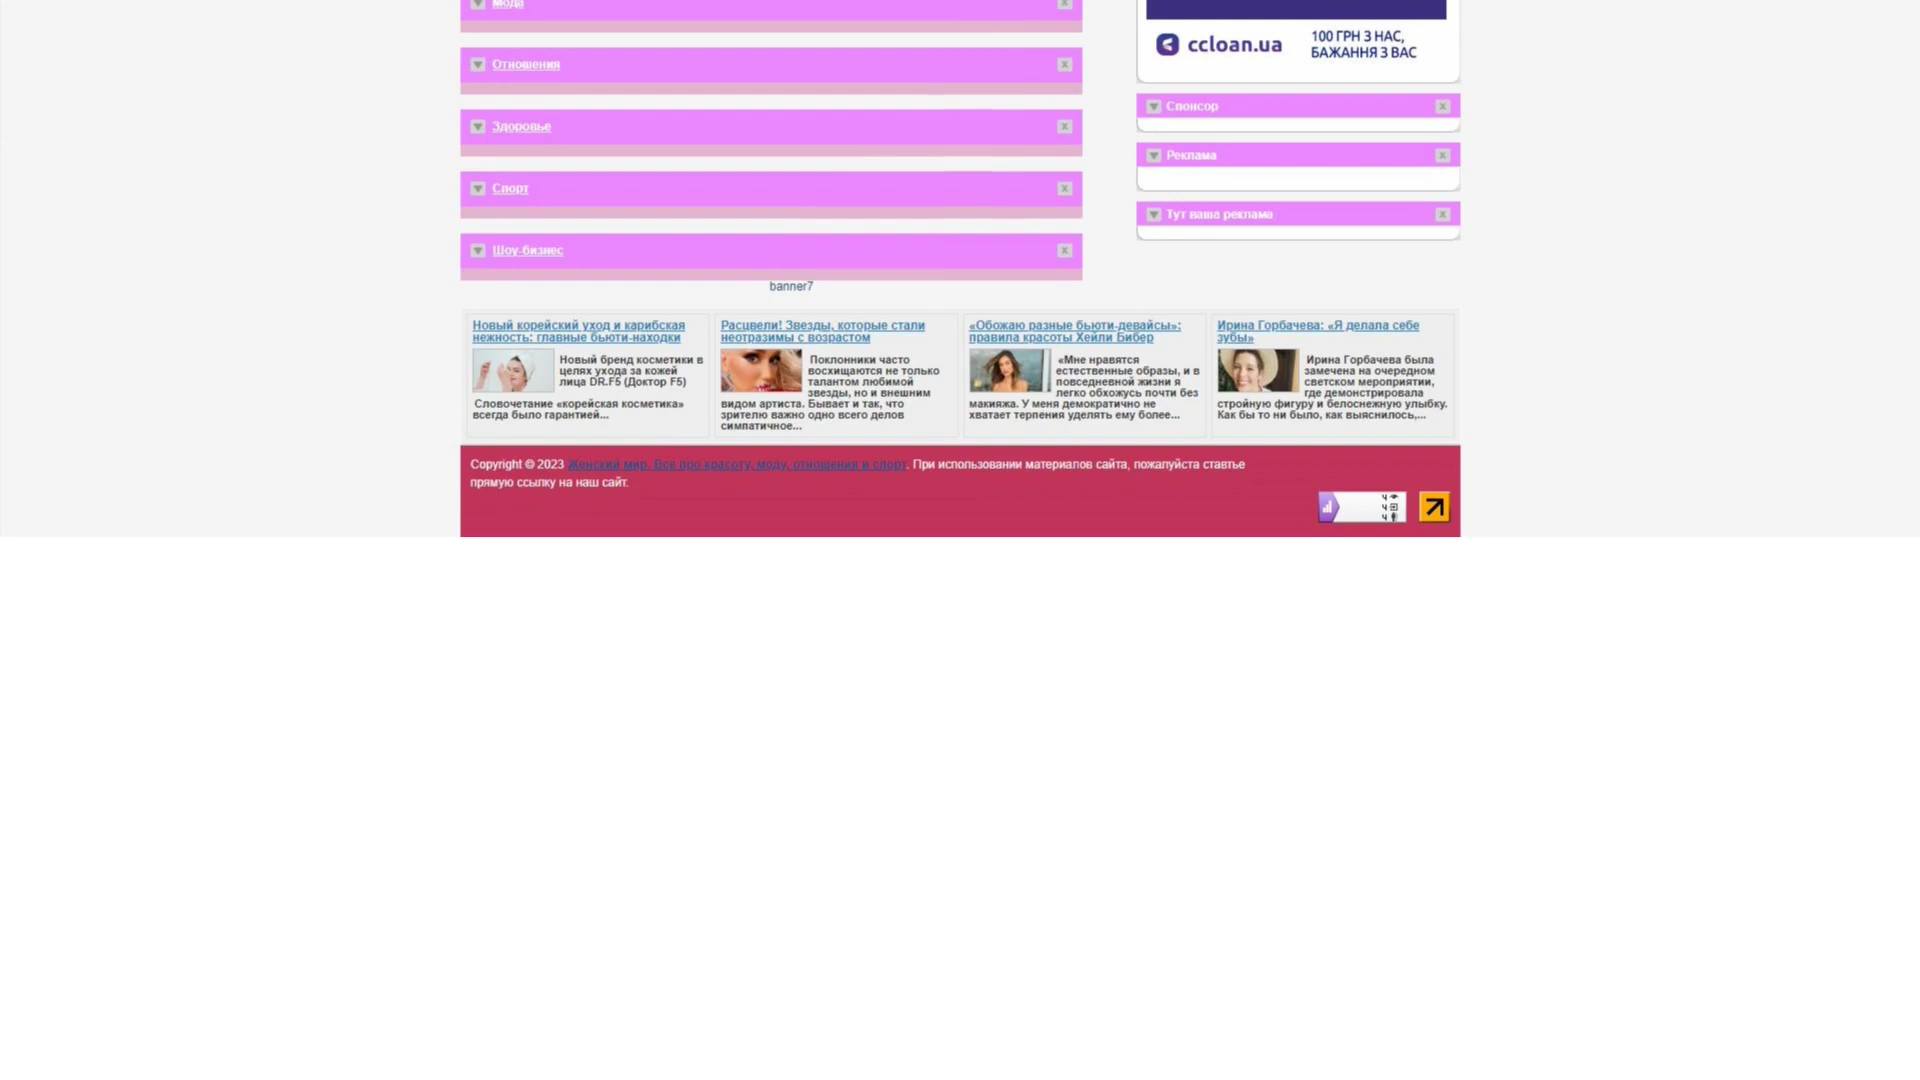 Мода
Отношения
Здоровье
Спорт
Шоу-бизнес
banner7
ccloan.ua
100 ГРН З НАС,
БАЖАННЯ З ВАС
Спонсор
Реклама
Тут ваша реклама
Новый корейский уход и карибская
нежность: главные бьюти-находки
Новый бренд косметики в
целях ухода за кожей
лица DR.F5 (Доктор F5)
Словочетание «корейская косметика»
всегда было гарантией...
Расцвели! Звезды, которые стали
неотразимы с возрастом
Поклонники часто
восхищаются не только
талантом любимой
звезды, но и внешним
видом артиста. Бывает и так, что
зрителю важно одно всего делов
симпатичное...
«Обожаю разные бьюти-девайсы»:
правила красоты Хейли Бибер
«Мне нравятся
естественные образы, и в
повседневной жизни я
легко обхожусь почти без
макияжа. У меня демократично не
хватает терпения уделять ему более...
Ирина Горбачева: «Я делала себе
зубы»
Ирина Горбачева была
замечена на очередном
светском мероприятии,
где демонстрировала
стройную фигуру и белоснежную улыбку.
Как бы то ни было, как выяснилось,...
Copyright © 2023 Женский мир. Всё про красоту, моду, отношения и спорт. При использовании материалов сайта, пожалуйста ставтье
прямую ссылку на наш сайт.
4
4
4